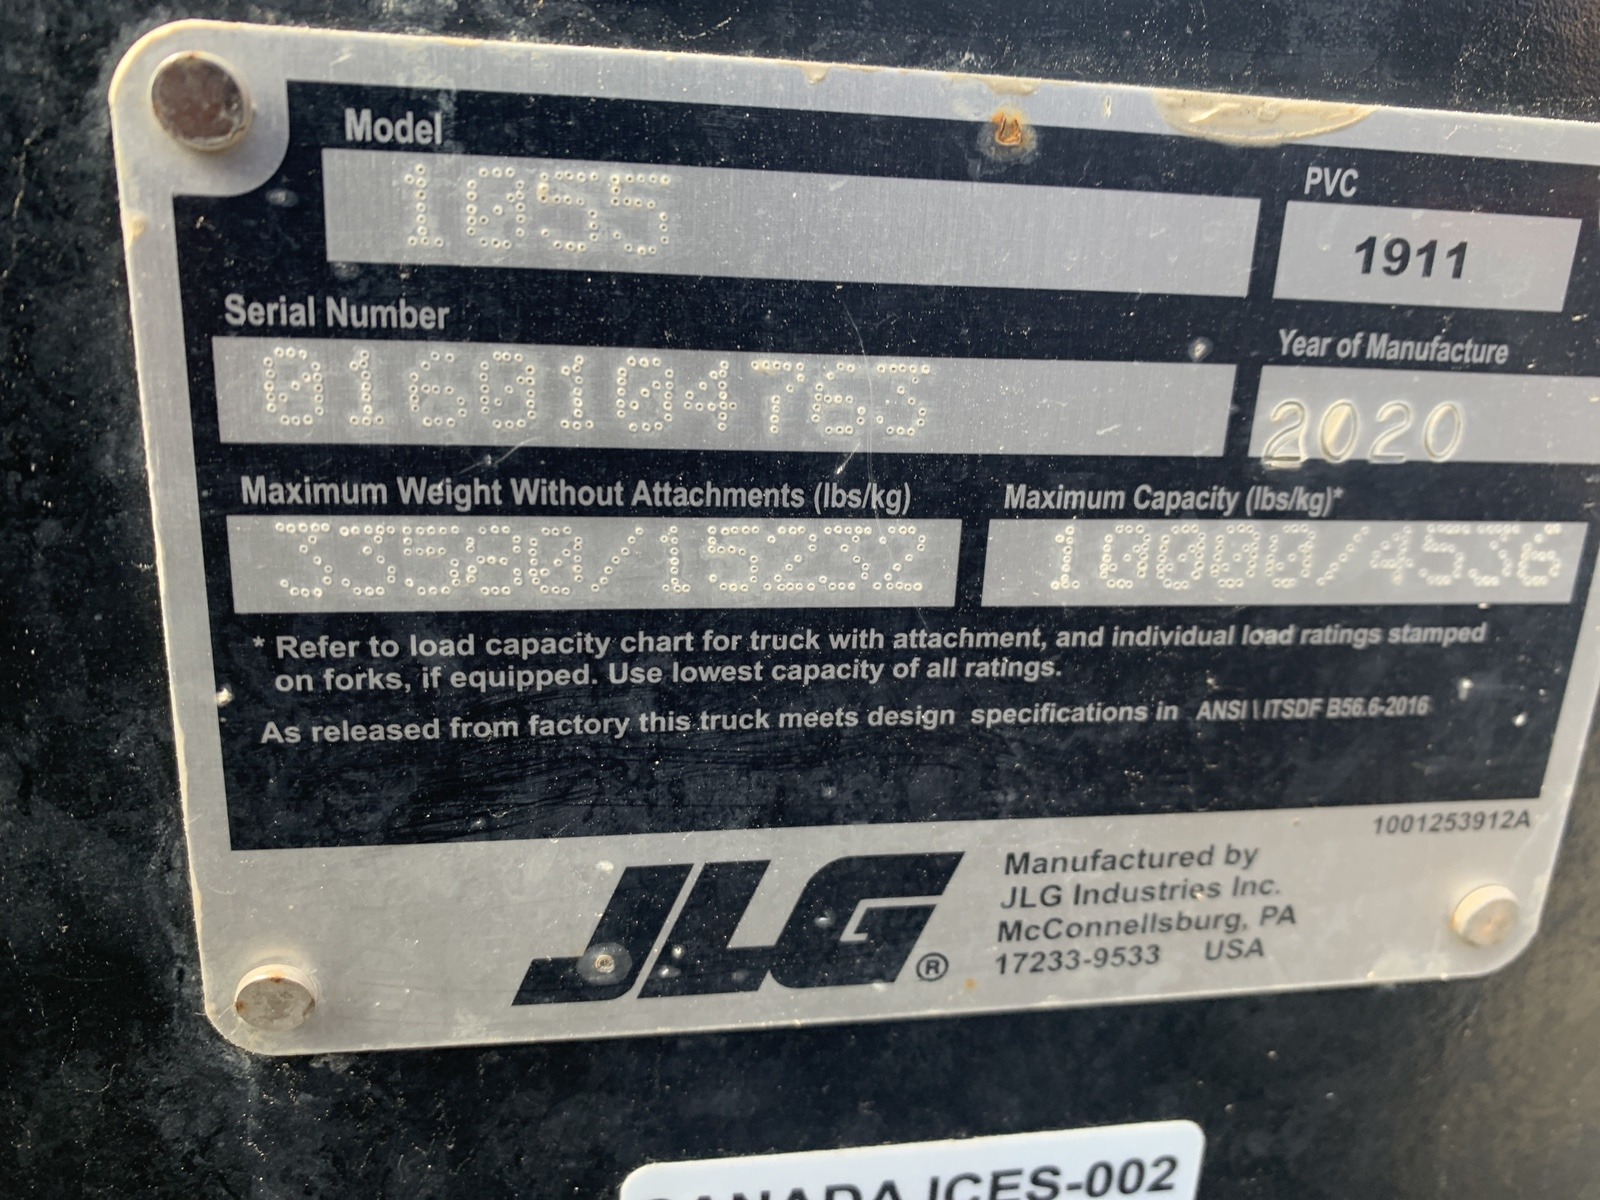 Model
1055
PVC
1911
Serial Number
0160104763
Year of Manufacture
2020
Maximum Weight Without Attachments (lbs/kg)
33580/15232
Maximum Capacity (lbs/kg)*
10000/4536
* Refer to load capacity chart for truck with attachment, and individual load ratings stamped
on forks, if equipped. Use lowest capacity of all ratings.
As released from factory this truck meets design specifications in ANSI \ ITSDF B56.6-2016
1001253912A
JLG®
Manufactured by
JLG Industries Inc.
McConnellsburg, PA
17233-9533 USA
CANADA ICES-002